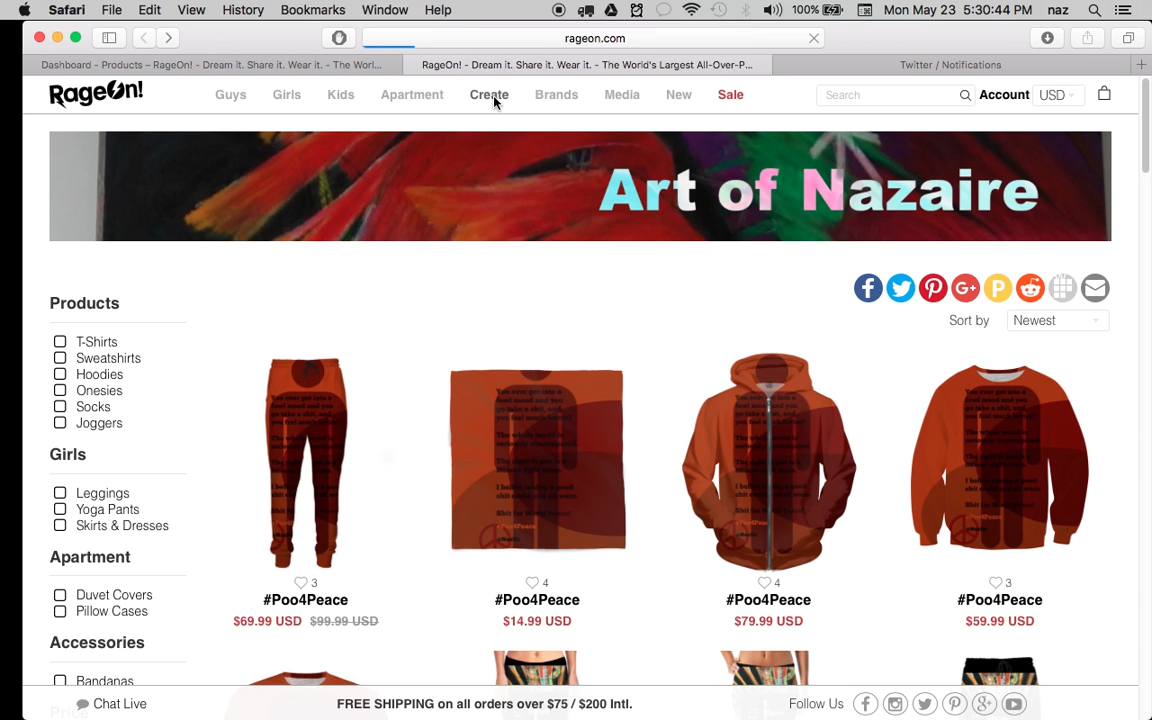 Safari File Edit View History Bookmarks Window Help 100% Mon May 23 5:30:44 PM naz
rageon.com
Dashboard - Products – RageOn! - Dream it. Share it. Wear it. - The Worl...
RageOn! - Dream it. Share it. Wear it. - The World's Largest All-Over-P...
Twitter / Notifications
RageOn!
Guys Girls Kids Apartment Create Brands Media New Sale
Search
Account USD
Art of Nazaire
Sort by Newest
Products
T-Shirts
Sweatshirts
Hoodies
Onesies
Socks
Joggers
Girls
Leggings
Yoga Pants
Skirts & Dresses
Apartment
Duvet Covers
Pillow Cases
Accessories
Bandanas
3
#Poo4Peace
$69.99 USD $99.99 USD
4
#Poo4Peace
$14.99 USD
4
#Poo4Peace
$79.99 USD
3
#Poo4Peace
$59.99 USD
Chat Live
FREE SHIPPING on all orders over $75 / $200 Intl.
Follow Us